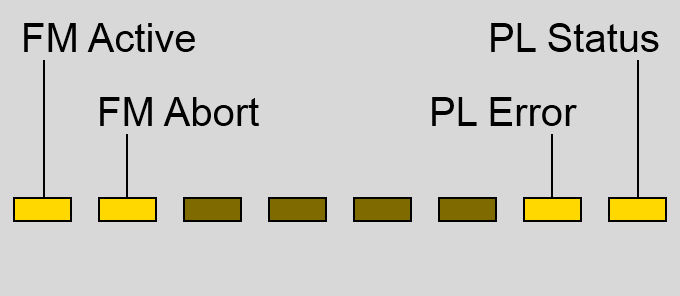 FM Active
PL Status
FM Abort
PL Error